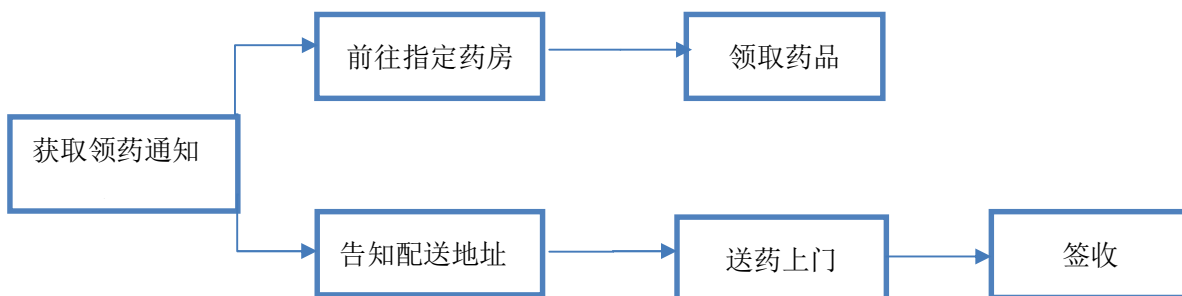 前往指定药房
领取药品
获取领药通知
告知配送地址
送药上门
签收